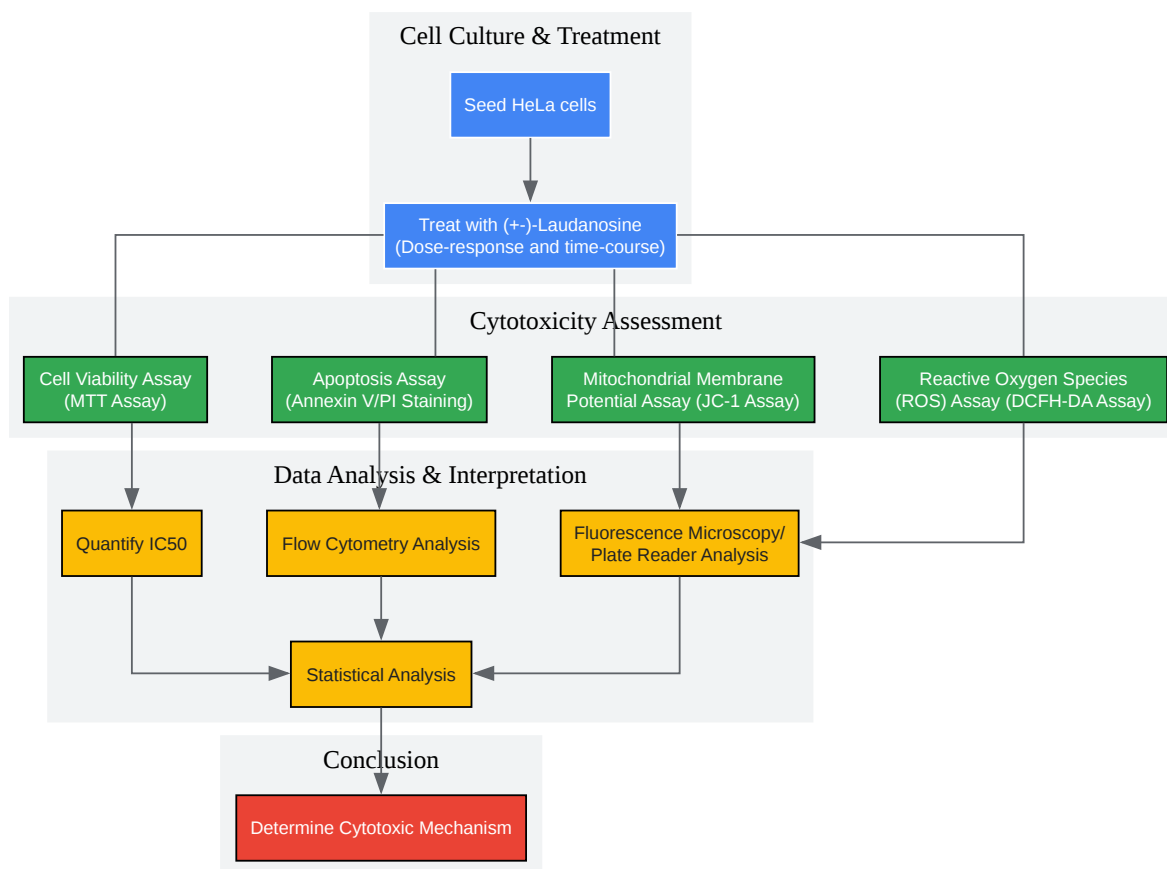 Cell Culture & Treatment
Seed HeLa cells
Treat with (+-)-Laudanosine
(Dose-response and time-course)
Cytotoxicity Assessment
Cell Viability Assay
(MTT Assay)
Apoptosis Assay
(Annexin V/PI Staining)
Mitochondrial Membrane
Potential Assay (JC-1 Assay)
Reactive Oxygen Species
(ROS) Assay (DCFH-DA Assay)
Data Analysis & Interpretation
Quantify IC50
Flow Cytometry Analysis
Fluorescence Microscopy/
Plate Reader Analysis
Statistical Analysis
Conclusion
Determine Cytotoxic Mechanism